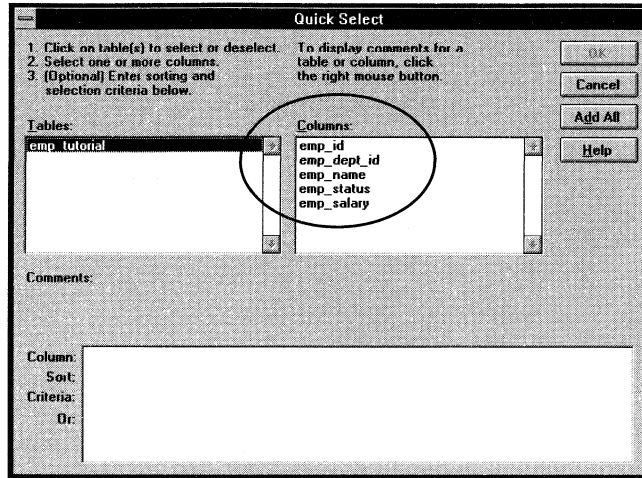 Quick Select
1. Click on table(s) to select or deselect.
2. Select one or more columns.
3. (Optional) Enter sorting and
selection criteria below.
To display comments for a
table or column, click
the right mouse button.
OK
Cancel
Add All
Help
Tables:
emp_tutorial
Columns:
emp_id
emp_dept_id
emp_name
emp_status
emp_salary
Comments:
Column:
Sort:
Criteria:
Or: